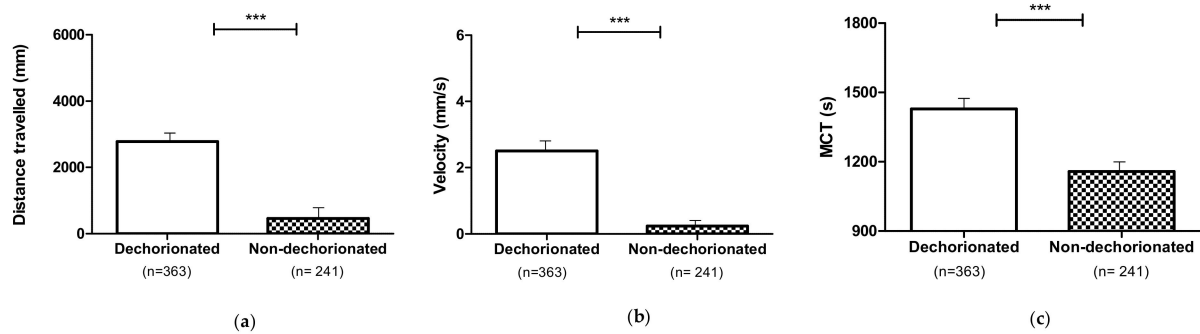 ***
6000
4000
2000
0
Distance travelled (mm)
Dechorionated
Non-dechorionated
(n=363)
(n= 241)
(a)
***
6
4
2
0
Velocity (mm/s)
Dechorionated
Non-dechorionated
(n=363)
(n= 241)
(b)
***
1800
1500
1200
900
MCT (s)
Dechorionated
Non-dechorionated
(n=363)
(n= 241)
(c)